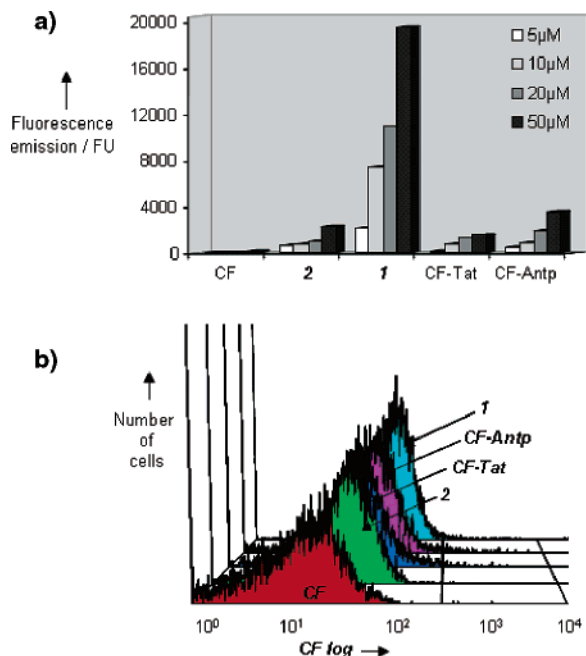 a)
20000
16000
12000
8000
4000
0
Fluorescence
emission / FU
5µM
10µM
20µM
50µM
CF
2
1
CF-Tat
CF-Antp
b)
Number
of
cells
1
CF-Antp
CF-Tat
2
CF
10⁰
10¹
10²
10³
10⁴
CF log